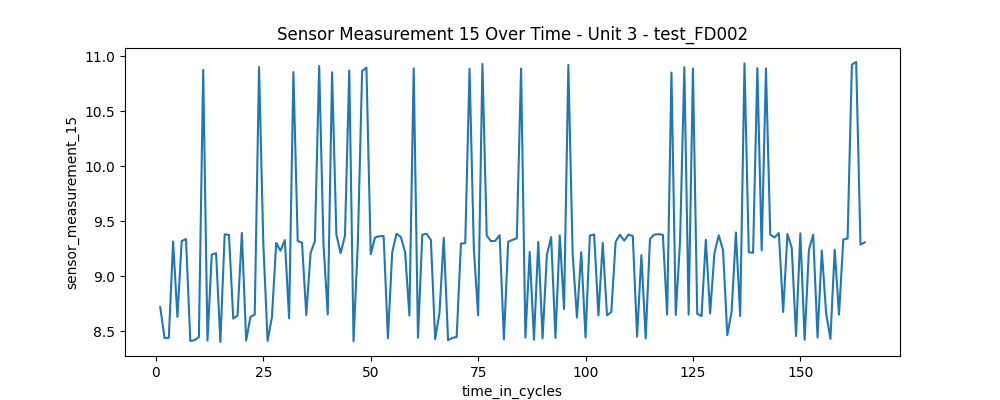 Sensor Measurement 15 Over Time - Unit 3 - test_FD002
11.0
10.5
10.0
9.5
9.0
8.5
sensor_measurement_15
0 25 50 75 100 125 150
time_in_cycles